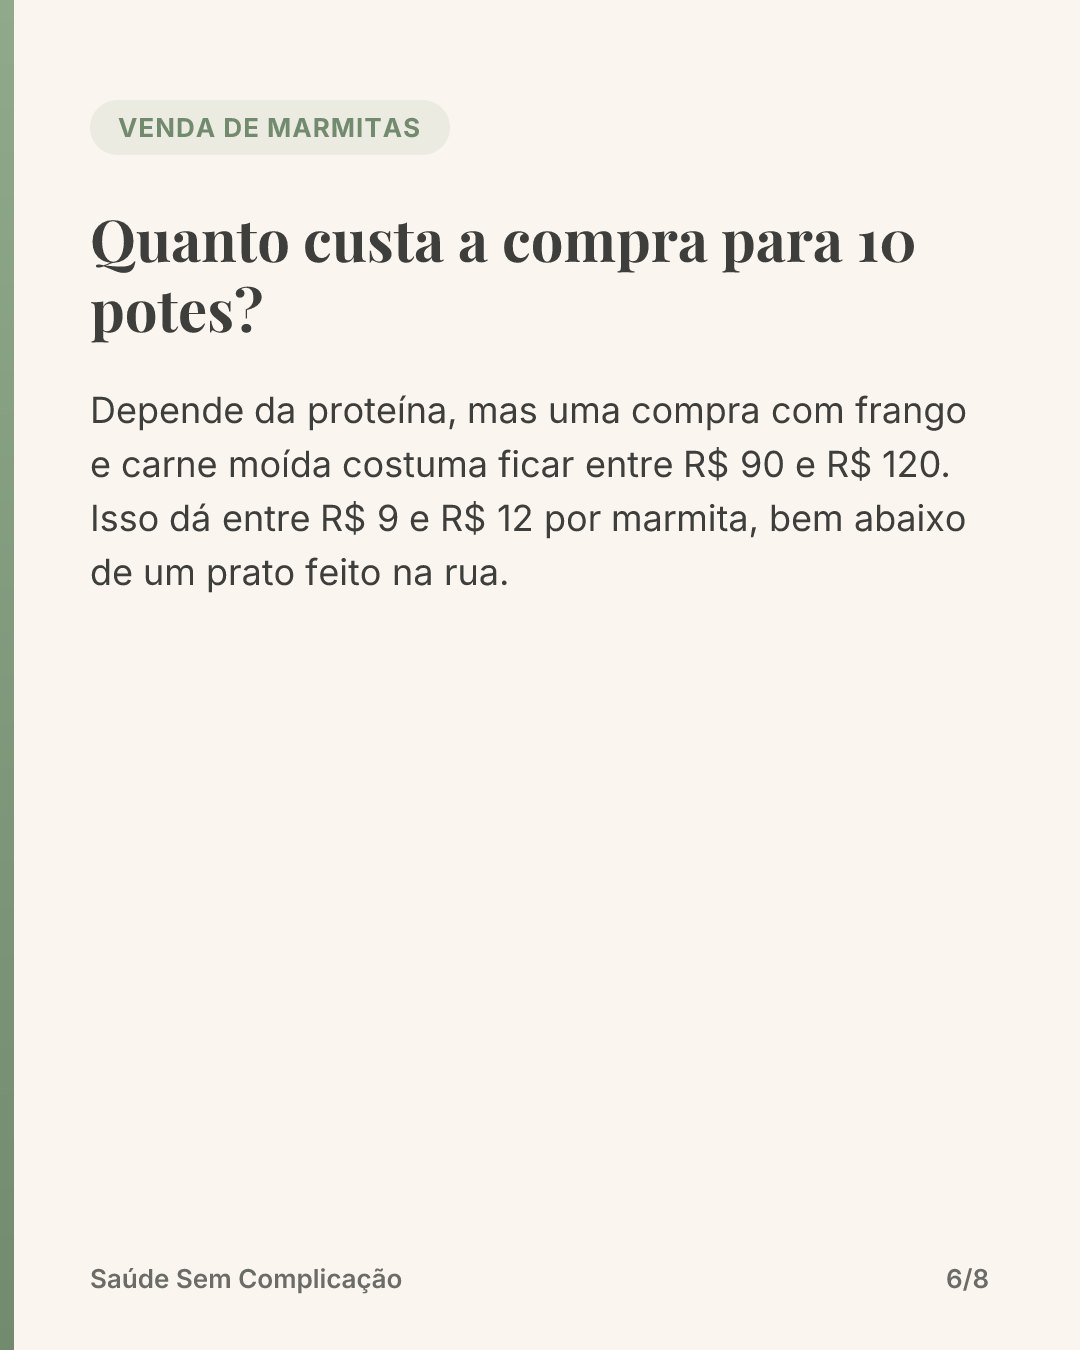 VENDA DE MARMITAS
Quanto custa a compra para 10
potes?
Depende da proteína, mas uma compra com frango
e carne moída costuma ficar entre R$ 90 e R$ 120.
Isso dá entre R$ 9 e R$ 12 por marmita, bem abaixo
de um prato feito na rua.
Saúde Sem Complicação
6/8